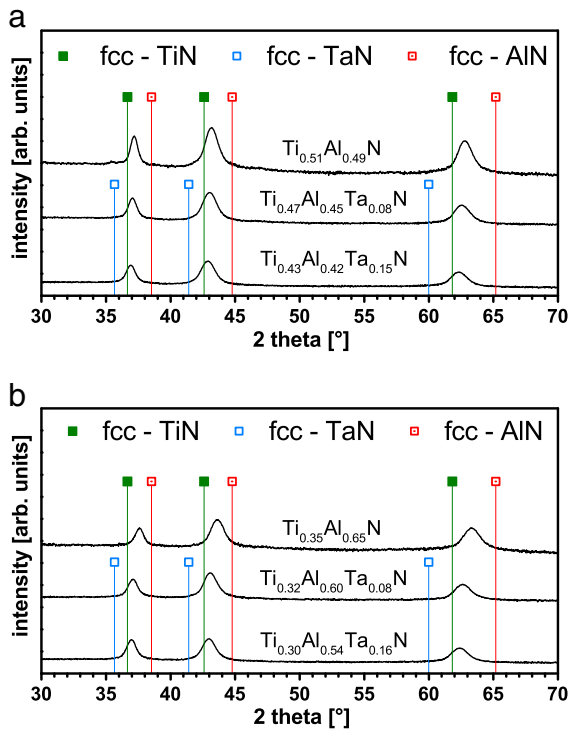 a
fcc - TiN fcc - TaN fcc - AlN
Ti0.51Al0.49N
Ti0.47Al0.45Ta0.08N
Ti0.43Al0.42Ta0.15N
intensity [arb. units]
30 35 40 45 50 55 60 65 70
2 theta [°]
b
fcc - TiN fcc - TaN fcc - AlN
Ti0.35Al0.65N
Ti0.32Al0.60Ta0.08N
Ti0.30Al0.54Ta0.16N
intensity [arb. units]
30 35 40 45 50 55 60 65 70
2 theta [°]